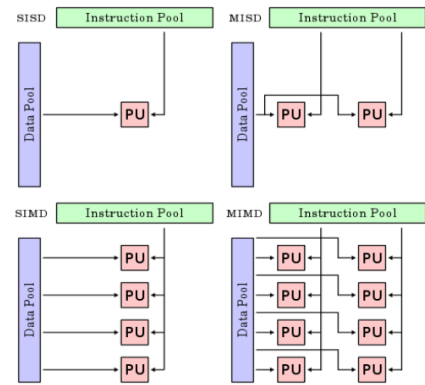 SISD Instruction Pool
Data Pool
PU
MISD Instruction Pool
Data Pool
PU PU
SIMD Instruction Pool
Data Pool
PU
PU
PU
PU
MIMD Instruction Pool
Data Pool
PU PU
PU PU
PU PU
PU PU